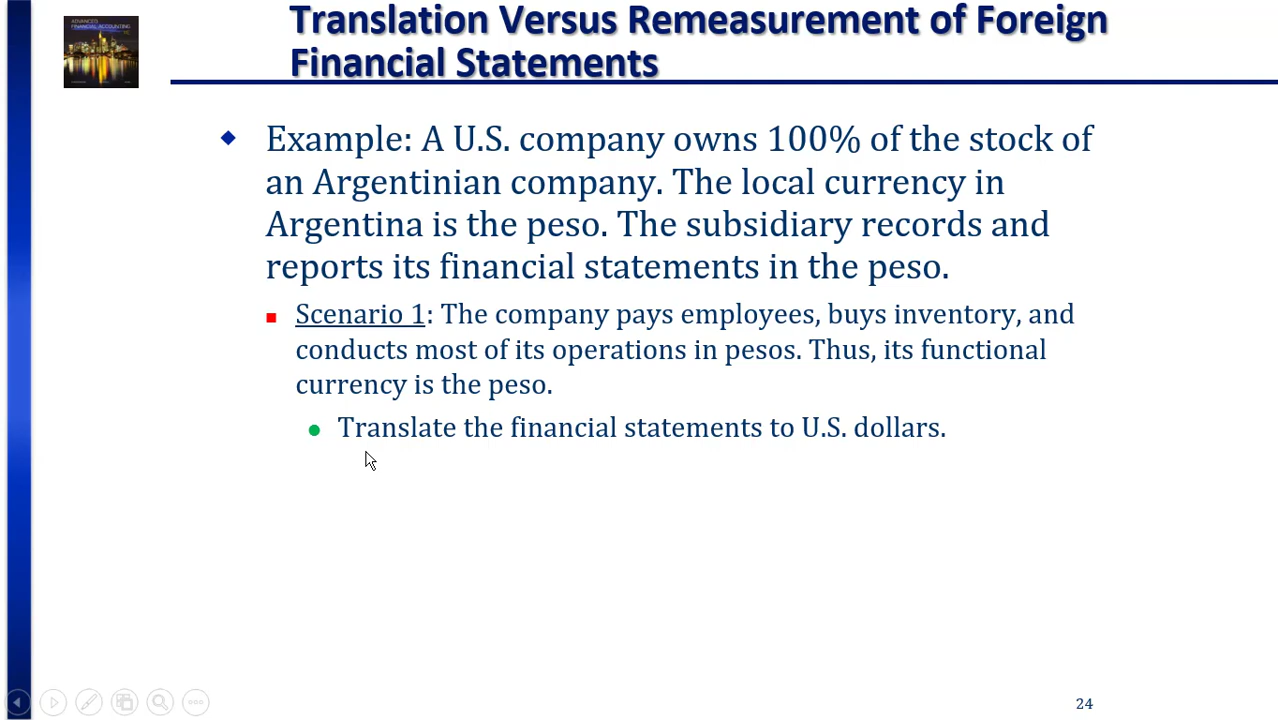 Translation Versus Remeasurement of Foreign
Financial Statements
ADVANCED
FINANCIAL ACCOUNTING
Example: A U.S. company owns 100% of the stock of
an Argentinian company. The local currency in
Argentina is the peso. The subsidiary records and
reports its financial statements in the peso.
Scenario 1: The company pays employees, buys inventory, and
conducts most of its operations in pesos. Thus, its functional
currency is the peso.
Translate the financial statements to U.S. dollars.
24